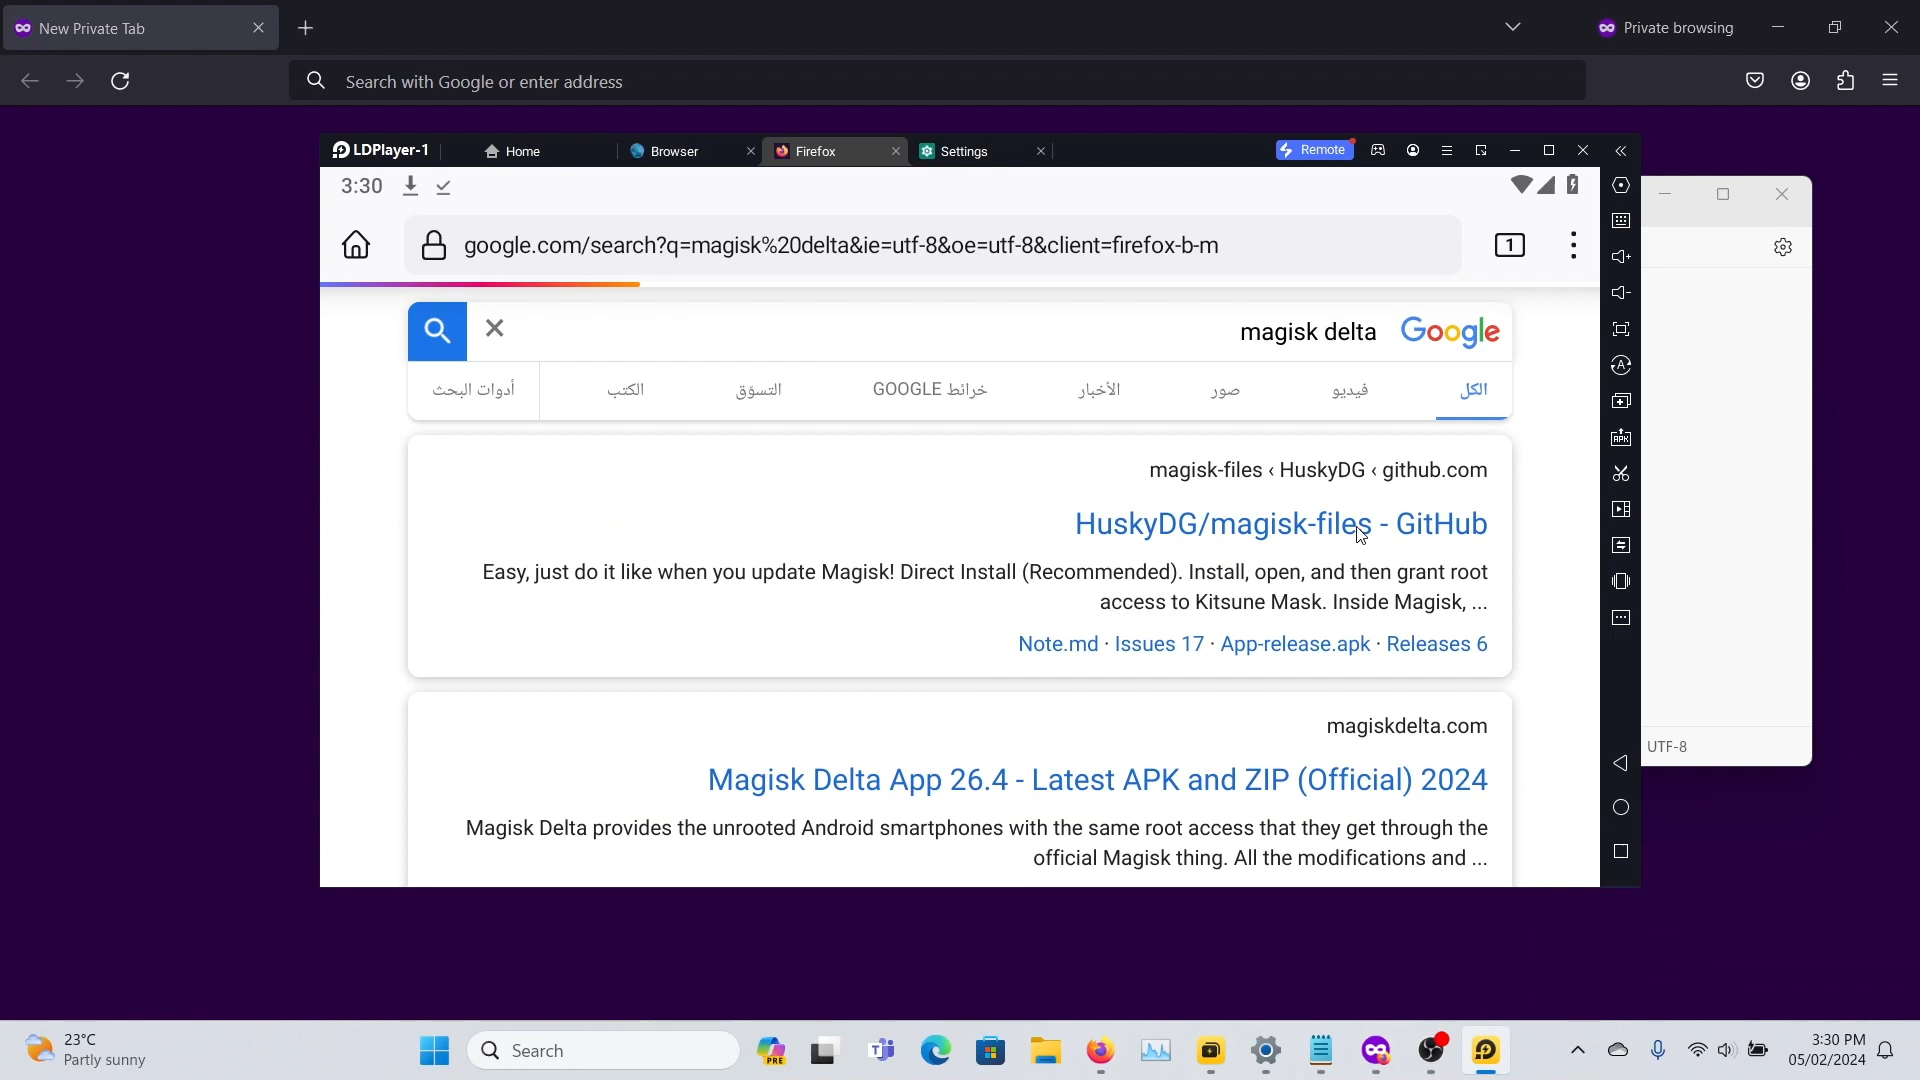 New Private Tab
Private browsing
Search with Google or enter address
LDPlayer-1
Home
Browser
Firefox
Settings
Remote
3:30
google.com/search?q=magisk%20delta&ie=utf-8&oe=utf-8&client=firefox-b-m
1
magisk delta
Google
الكل
فيديو
صور
الأخبار
خرائط GOOGLE
التسوّق
الكتب
أدوات البحث
magisk-files ‹ HuskyDG ‹ github.com
HuskyDG/magisk-files - GitHub
Easy, just do it like when you update Magisk! Direct Install (Recommended). Install, open, and then grant root
access to Kitsune Mask. Inside Magisk, ...
Note.md · Issues 17 · App-release.apk · Releases 6
magiskdelta.com
Magisk Delta App 26.4 - Latest APK and ZIP (Official) 2024
Magisk Delta provides the unrooted Android smartphones with the same root access that they get through the
official Magisk thing. All the modifications and ...
APK
UTF-8
23°C
Partly sunny
Search
PRE
3:30 PM
05/02/2024